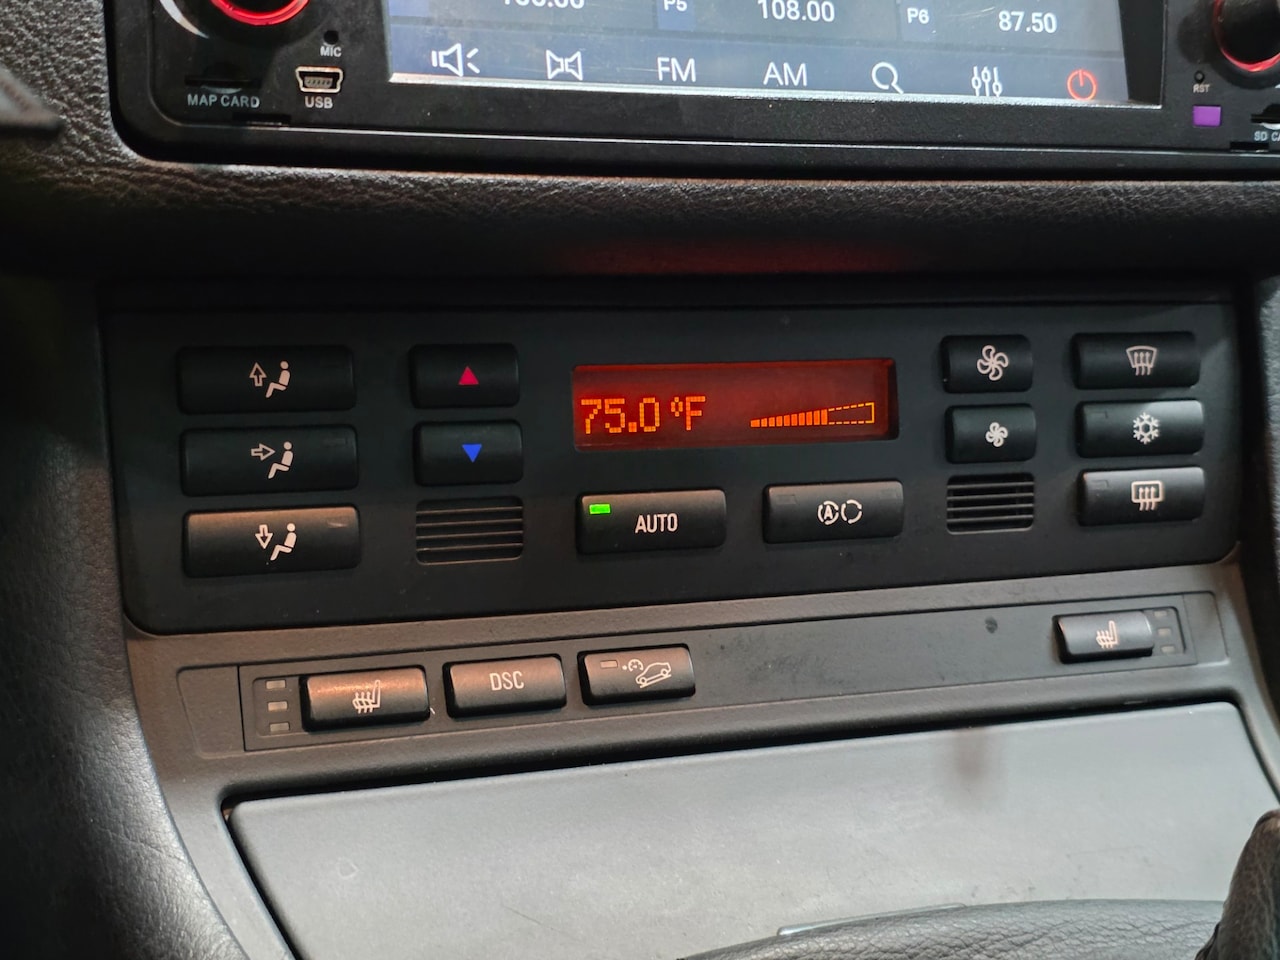 P5 108.00 P6 87.50
MIC
FM AM
MAP CARD USB
RST
75.0 °F
AUTO A
DSC